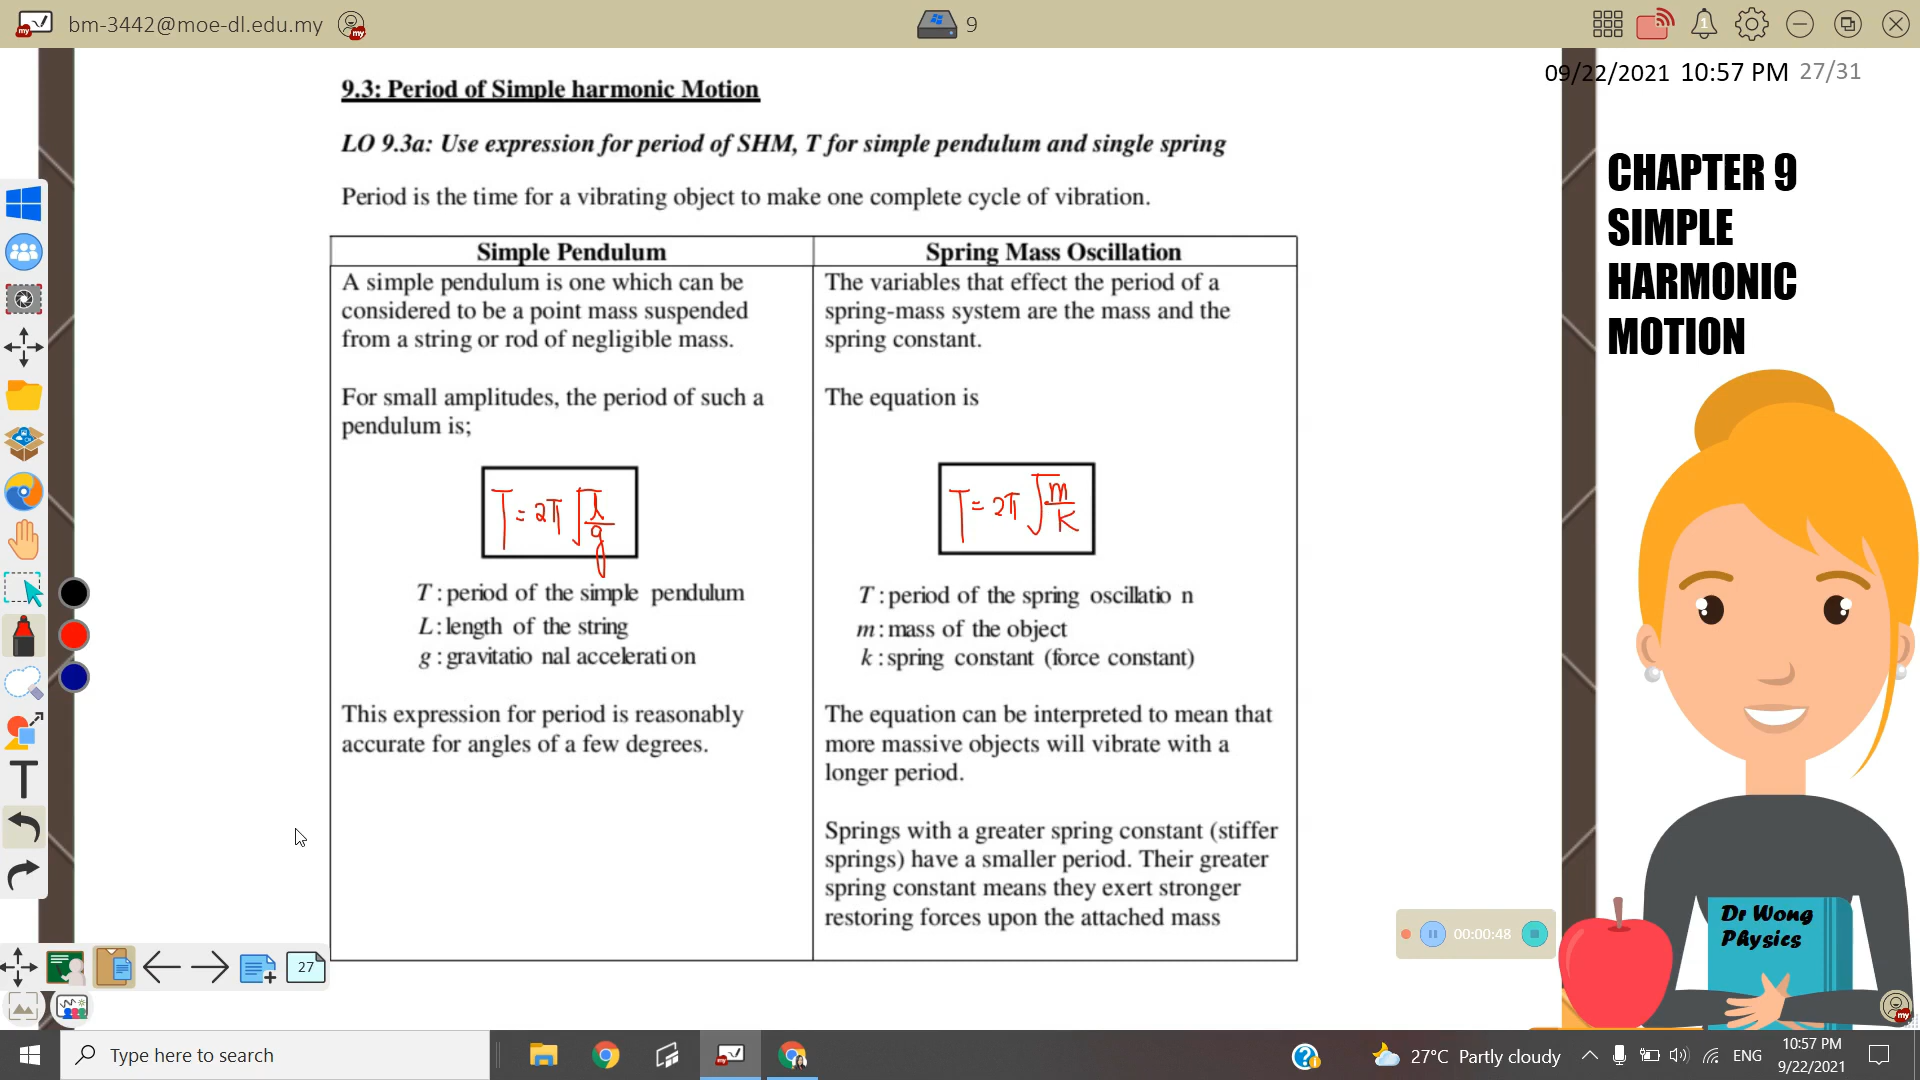 bm-3442@moe-dl.edu.my
9
1
09/22/2021 10:57 PM 27/31
9.3: Period of Simple harmonic Motion
LO 9.3a: Use expression for period of SHM, T for simple pendulum and single spring
Period is the time for a vibrating object to make one complete cycle of vibration.
Simple Pendulum
A simple pendulum is one which can be
considered to be a point mass suspended
from a string or rod of negligible mass.
For small amplitudes, the period of such a
pendulum is;
T = 2π √(l/g)
T : period of the simple pendulum
L : length of the string
g : gravitatio nal accelerati on
This expression for period is reasonably
accurate for angles of a few degrees.
Spring Mass Oscillation
The variables that effect the period of a
spring-mass system are the mass and the
spring constant.
The equation is
T = 2π √(m/k)
T : period of the spring oscillatio n
m : mass of the object
k : spring constant (force constant)
The equation can be interpreted to mean that
more massive objects will vibrate with a
longer period.
Springs with a greater spring constant (stiffer
springs) have a smaller period. Their greater
spring constant means they exert stronger
restoring forces upon the attached mass
CHAPTER 9
SIMPLE
HARMONIC
MOTION
Dr Wong
Physics
00:00:48
T
27
my
Type here to search
27°C Partly cloudy
ENG
10:57 PM
9/22/2021